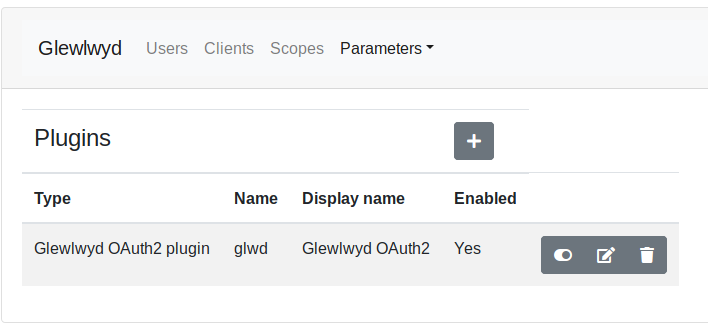 Glewlwyd Users Clients Scopes Parameters
Plugins
Type Name Display name Enabled
Glewlwyd OAuth2 plugin glwd Glewlwyd OAuth2 Yes